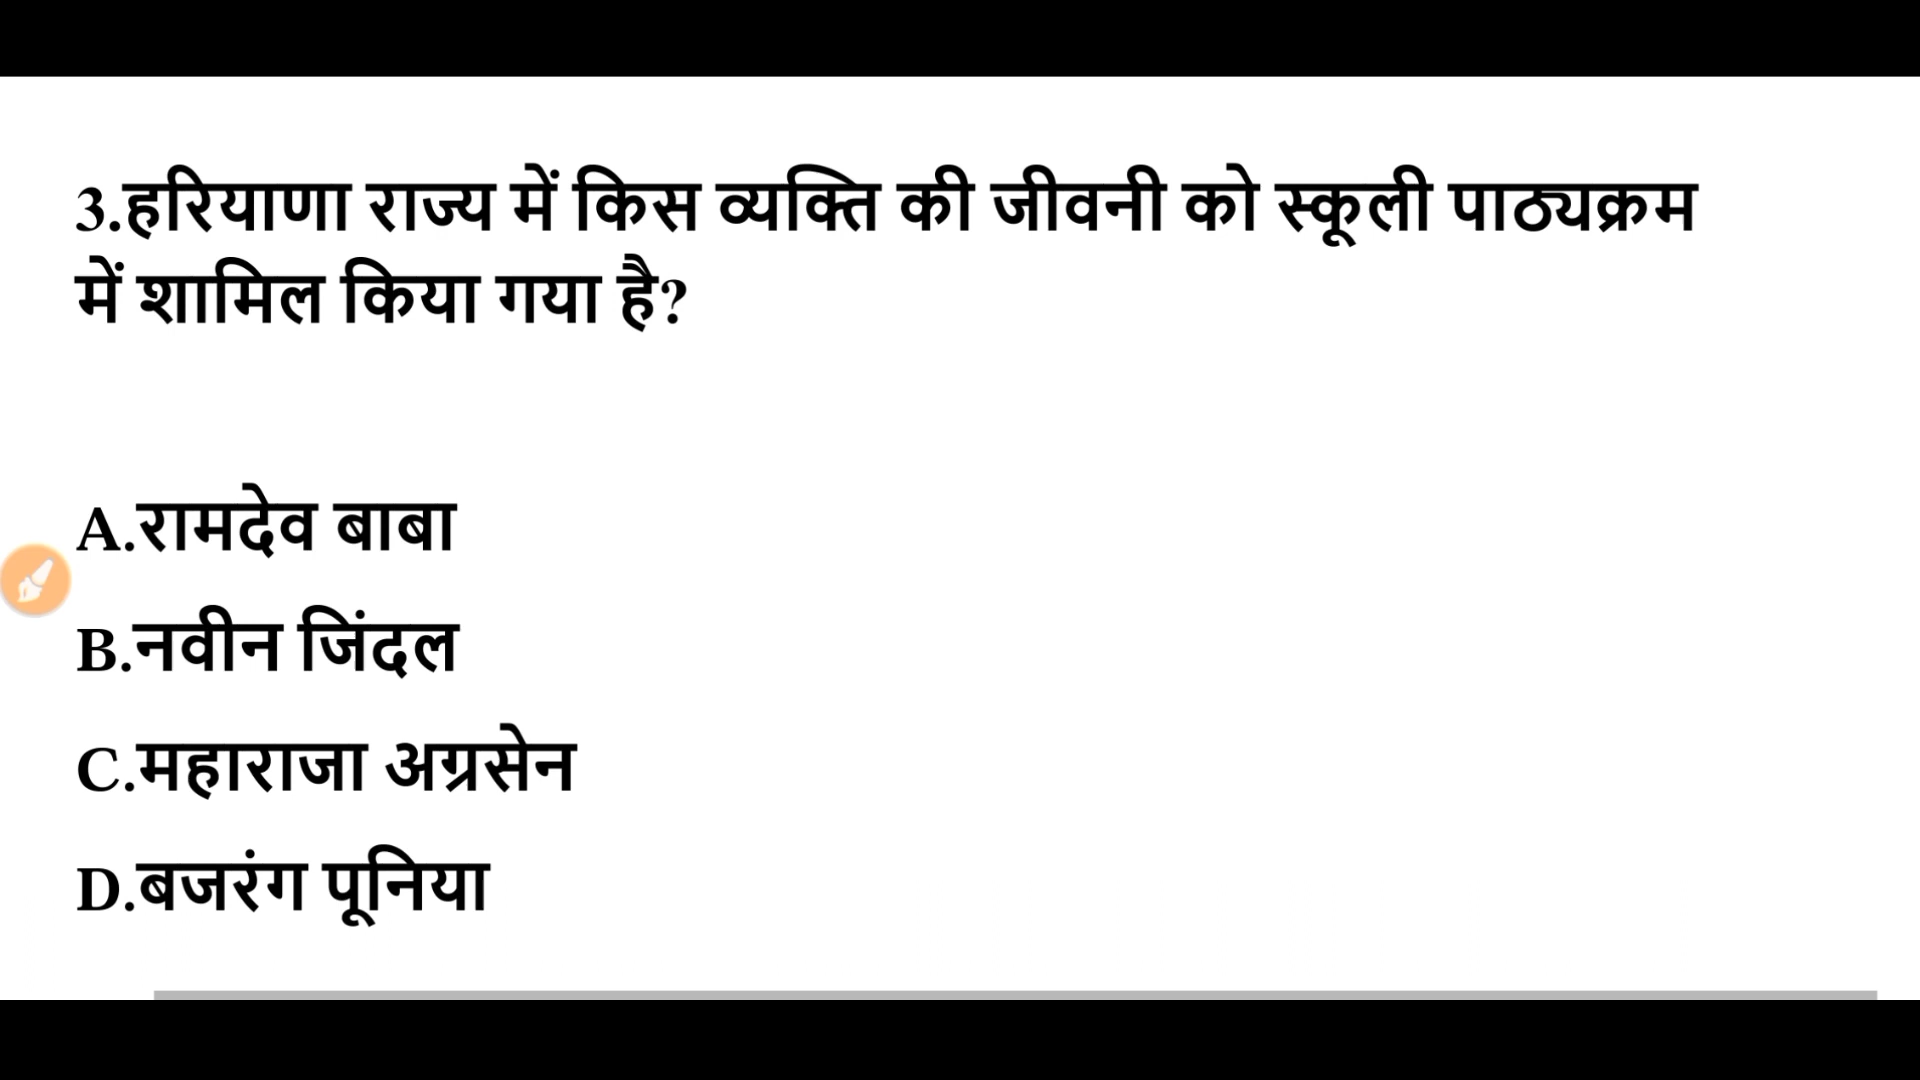 3.हरियाणा राज्य में किस व्यक्ति की जीवनी को स्कूली पाठ्यक्रम
में शामिल किया गया है?
A.रामदेव बाबा
B.नवीन जिंदल
C.महाराजा अग्रसेन
D.बजरंग पूनिया